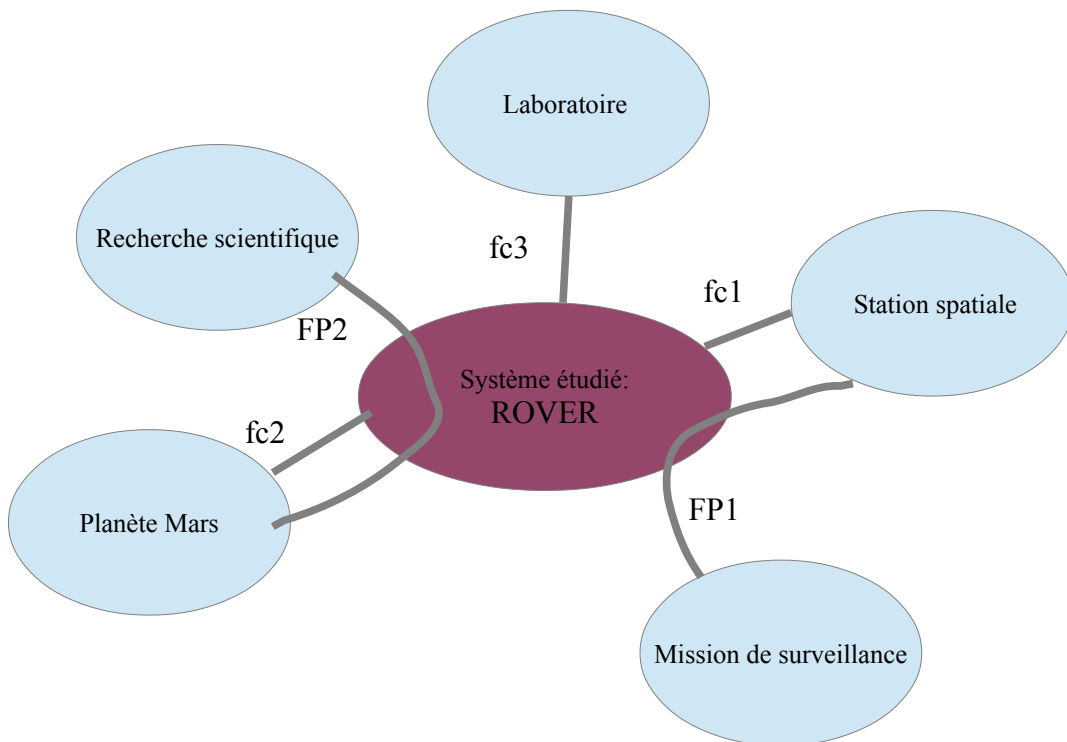 Laboratoire
Recherche scientifique
fc3
fc1
Station spatiale
FP2
Système étudié:
ROVER
fc2
FP1
Planète Mars
Mission de surveillance